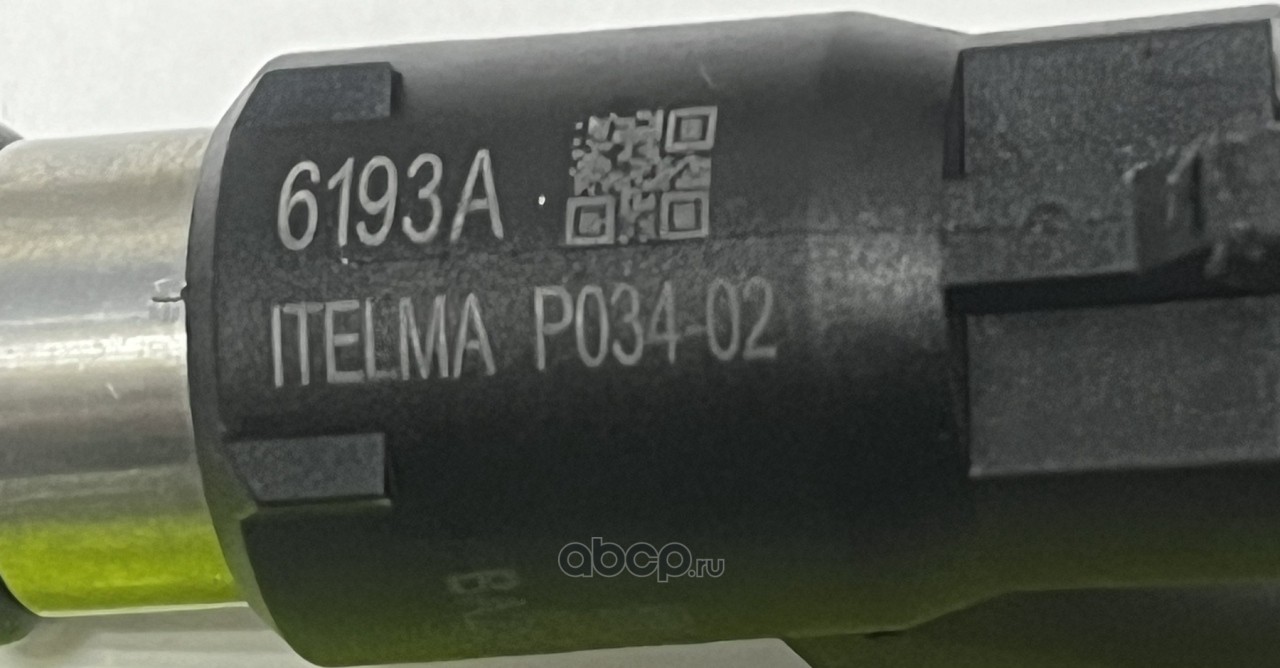 6193A
ITELMA P034-02
abcp.ru